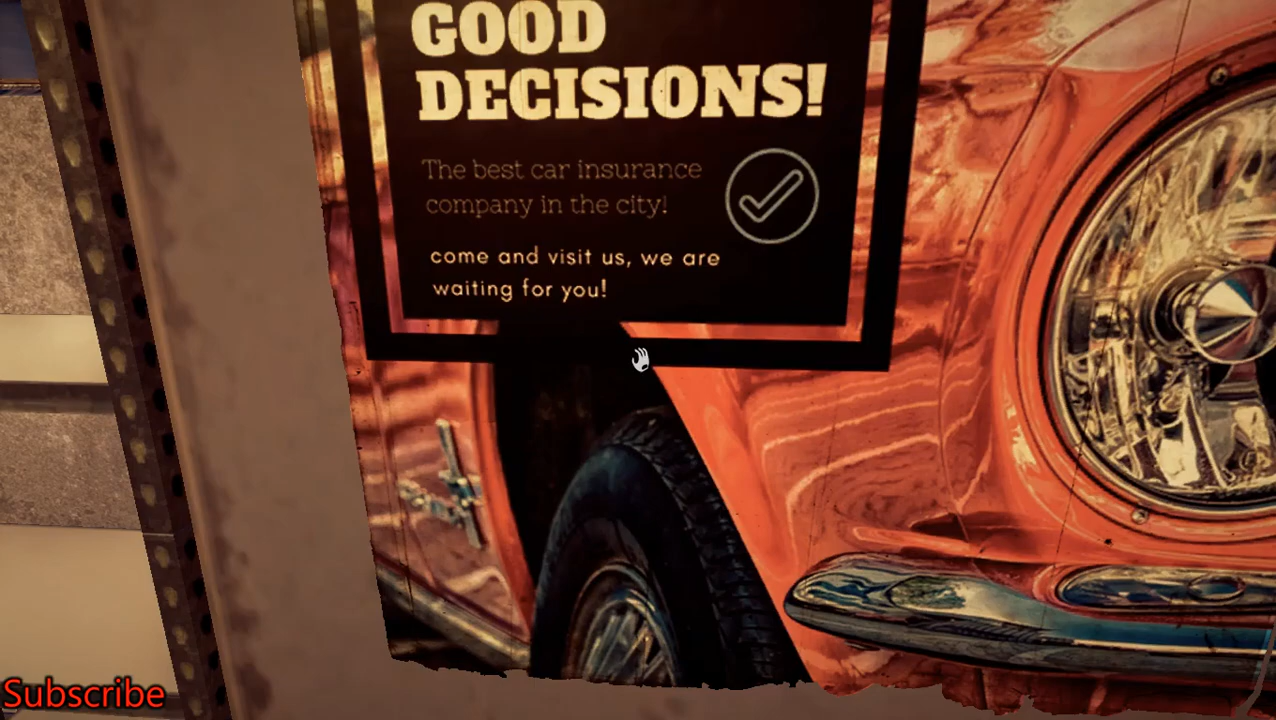 GOOD
DECISIONS!
The best car insurance
company in the city!
come and visit us, we are
waiting for you!
Subscribe